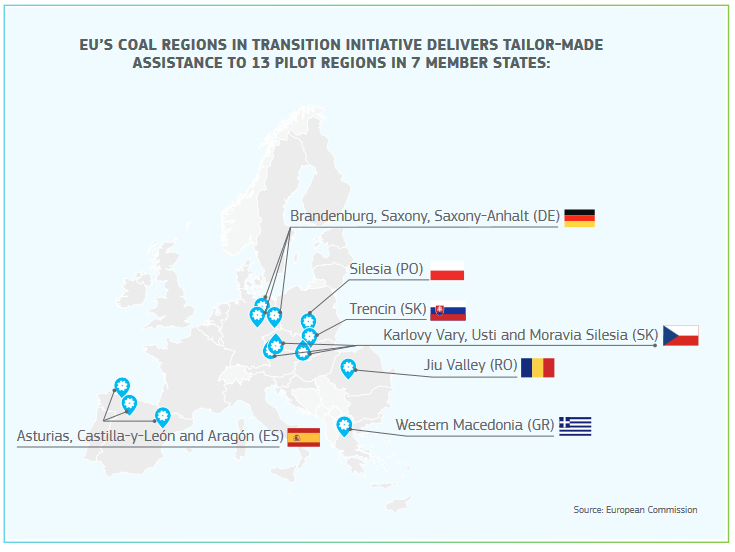 EU'S COAL REGIONS IN TRANSITION INITIATIVE DELIVERS TAILOR-MADE
ASSISTANCE TO 13 PILOT REGIONS IN 7 MEMBER STATES:
Brandenburg, Saxony, Saxony-Anhalt (DE)
Silesia (PO)
Trencin (SK)
Karlovy Vary, Usti and Moravia Silesia (SK)
Jiu Valley (RO)
Western Macedonia (GR)
Asturias, Castilla-y-León and Aragón (ES)
Source: European Commission